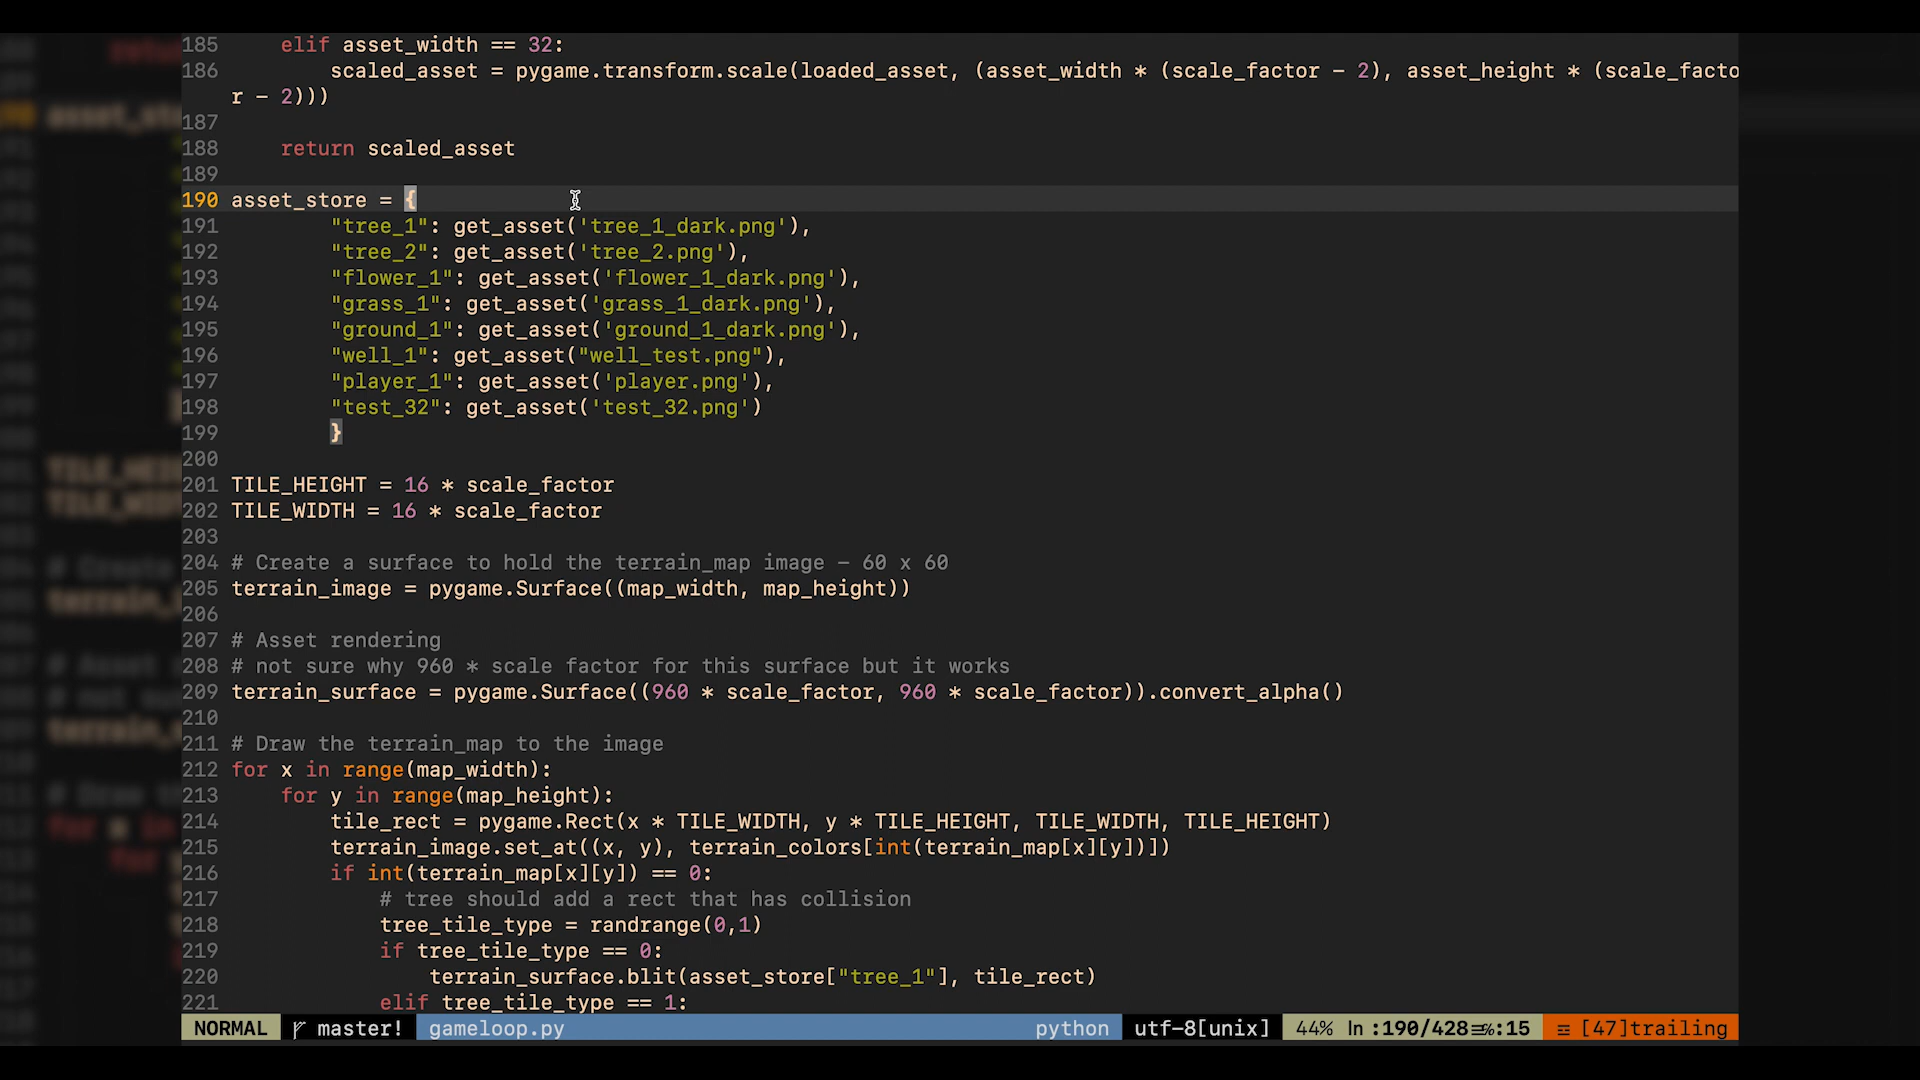 185     elif asset_width == 32:
186         scaled_asset = pygame.transform.scale(loaded_asset, (asset_width * (scale_factor - 2), asset_height * (scale_facto
r - 2)))
187
188     return scaled_asset
189
190 asset_store = {
191         "tree_1": get_asset('tree_1_dark.png'),
192         "tree_2": get_asset('tree_2.png'),
193         "flower_1": get_asset('flower_1_dark.png'),
194         "grass_1": get_asset('grass_1_dark.png'),
195         "ground_1": get_asset('ground_1_dark.png'),
196         "well_1": get_asset("well_test.png"),
197         "player_1": get_asset('player.png'),
198         "test_32": get_asset('test_32.png')
199         }
200
201 TILE_HEIGHT = 16 * scale_factor
202 TILE_WIDTH = 16 * scale_factor
203
204 # Create a surface to hold the terrain_map image - 60 x 60
205 terrain_image = pygame.Surface((map_width, map_height))
206
207 # Asset rendering
208 # not sure why 960 * scale factor for this surface but it works
209 terrain_surface = pygame.Surface((960 * scale_factor, 960 * scale_factor)).convert_alpha()
210
211 # Draw the terrain_map to the image
212 for x in range(map_width):
213     for y in range(map_height):
214         tile_rect = pygame.Rect(x * TILE_WIDTH, y * TILE_HEIGHT, TILE_WIDTH, TILE_HEIGHT)
215         terrain_image.set_at((x, y), terrain_colors[int(terrain_map[x][y])])
216         if int(terrain_map[x][y]) == 0:
217             # tree should add a rect that has collision
218             tree_tile_type = randrange(0,1)
219             if tree_tile_type == 0:
220                 terrain_surface.blit(asset_store["tree_1"], tile_rect)
221             elif tree_tile_type == 1:
NORMAL master! gameloop.py python utf-8[unix] 44% ln :190/428≡%:15 ≡ [47]trailing